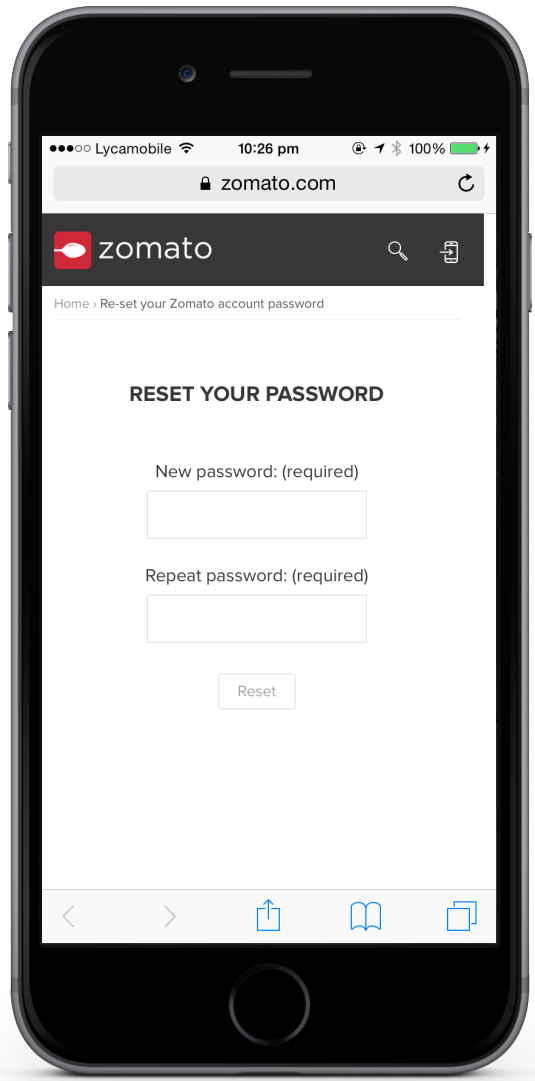 Lycamobile 10:26 pm 100%
zomato.com
zomato
Home › Re-set your Zomato account password
RESET YOUR PASSWORD
New password: (required)
Repeat password: (required)
Reset